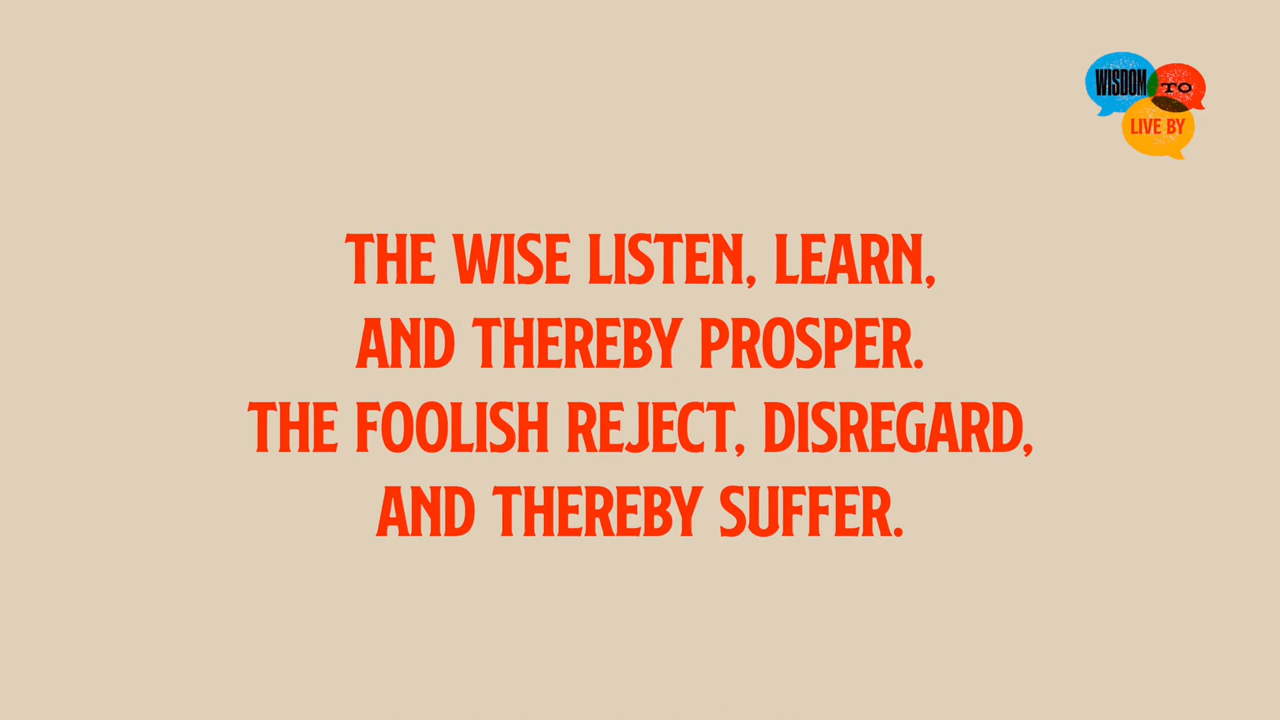 WISDOM TO
LIVE BY
THE WISE LISTEN, LEARN,
AND THEREBY PROSPER.
THE FOOLISH REJECT, DISREGARD,
AND THEREBY SUFFER.